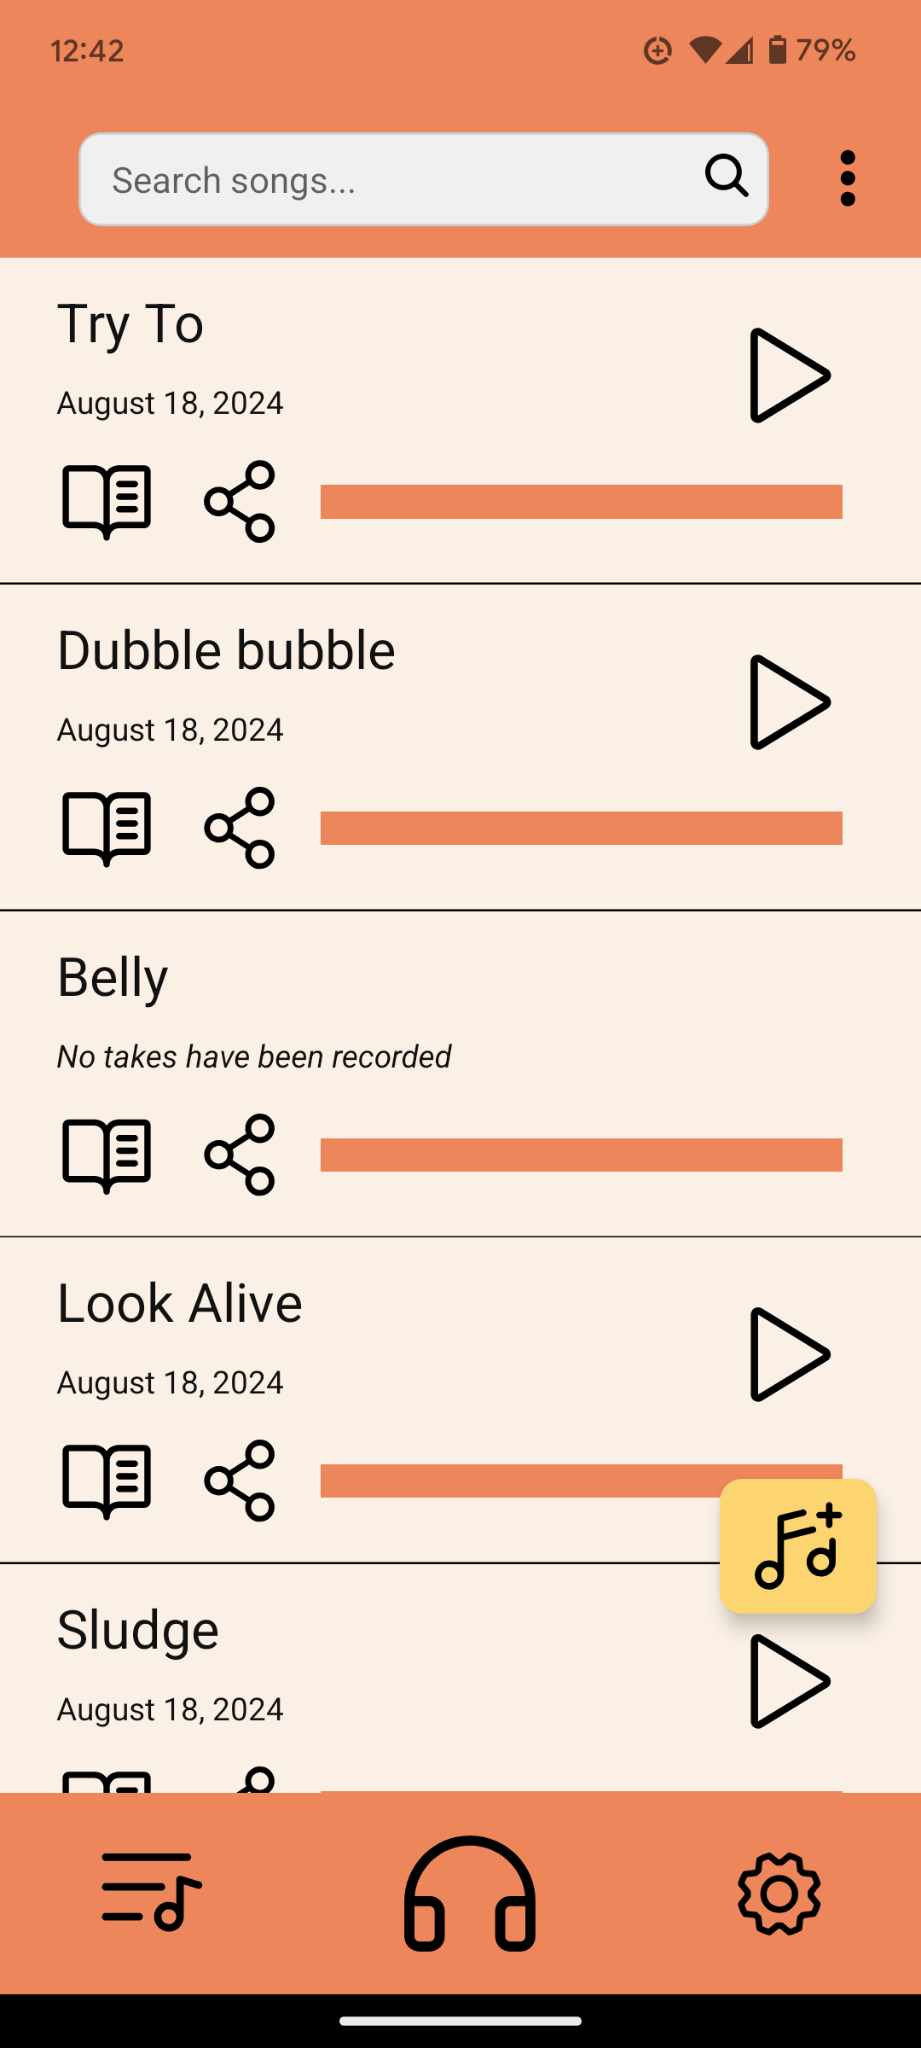 12:42
79%
Search songs...
Try To
August 18, 2024
Dubble bubble
August 18, 2024
Belly
No takes have been recorded
Look Alive
August 18, 2024
Sludge
August 18, 2024